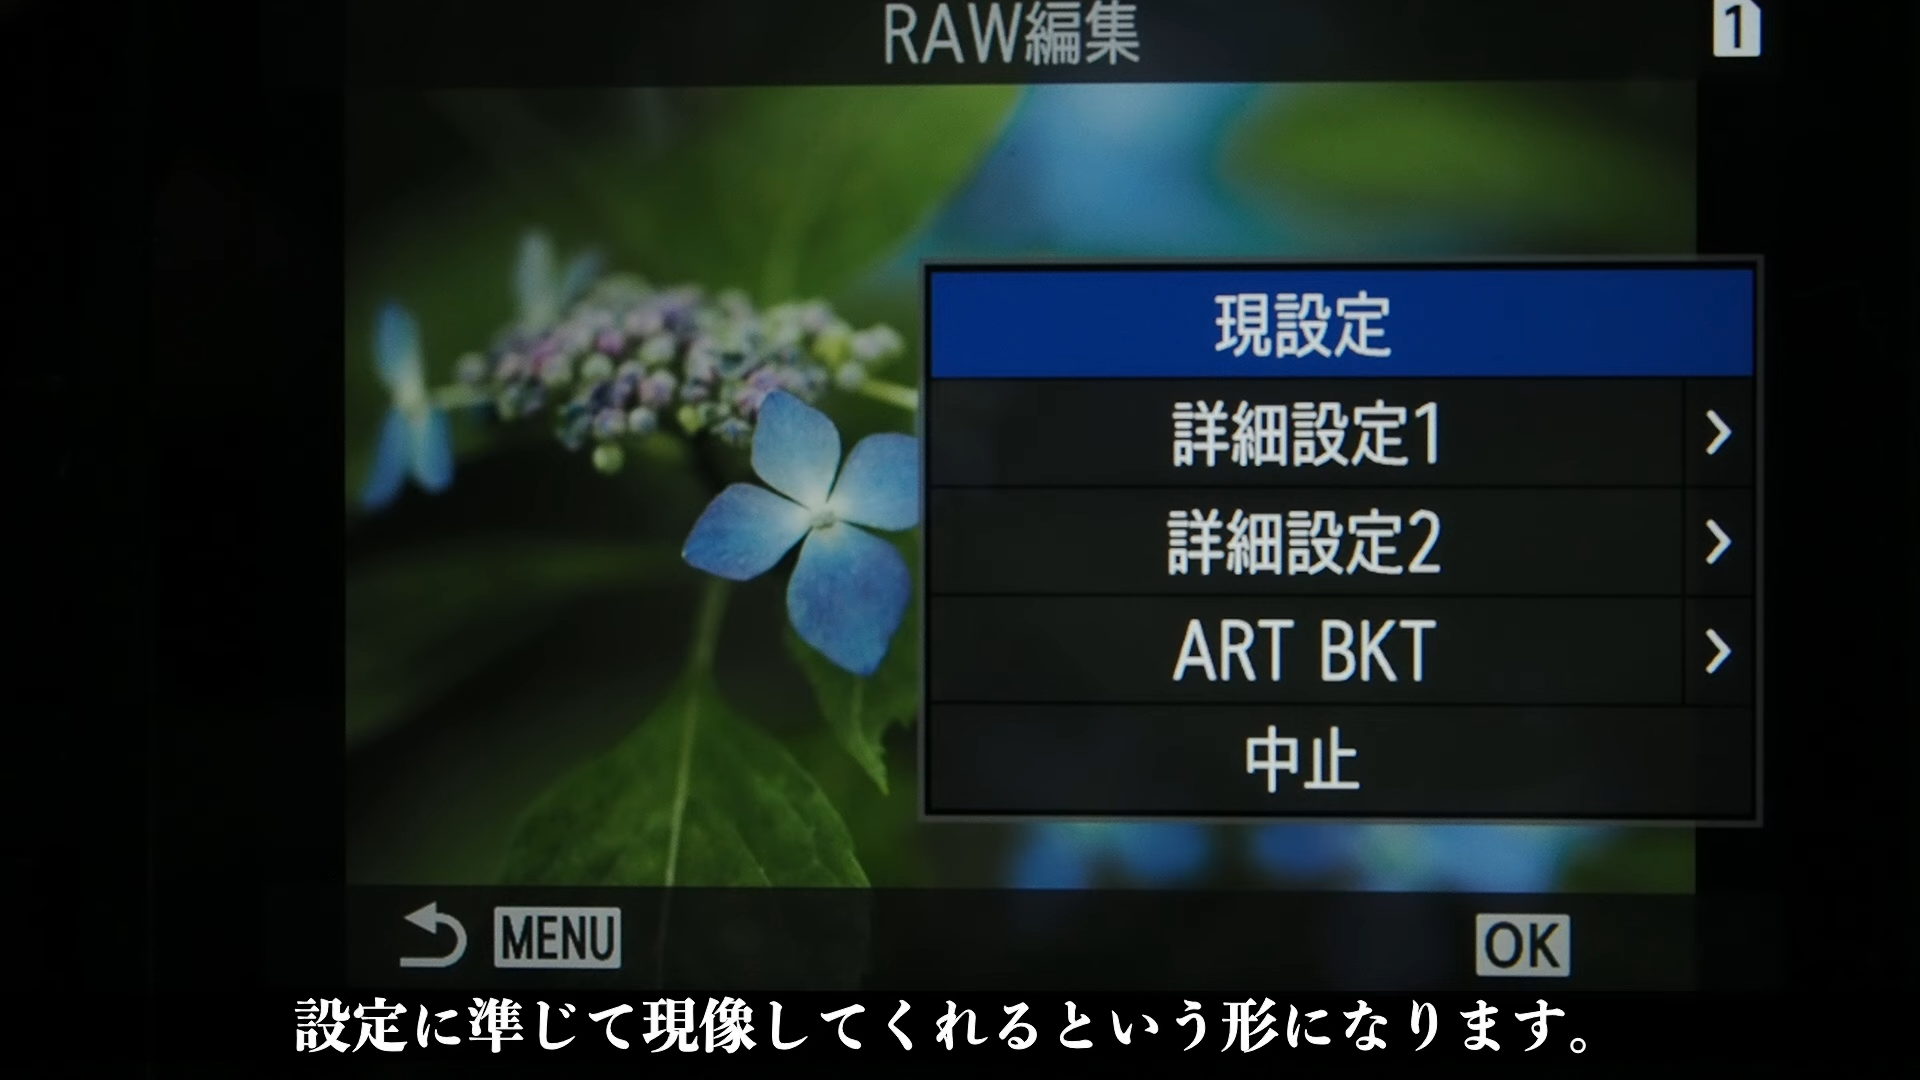 RAW編集
1
現設定
詳細設定1
詳細設定2
ART BKT
中止
MENU
OK
設定に準じて現像してくれるという形になります。